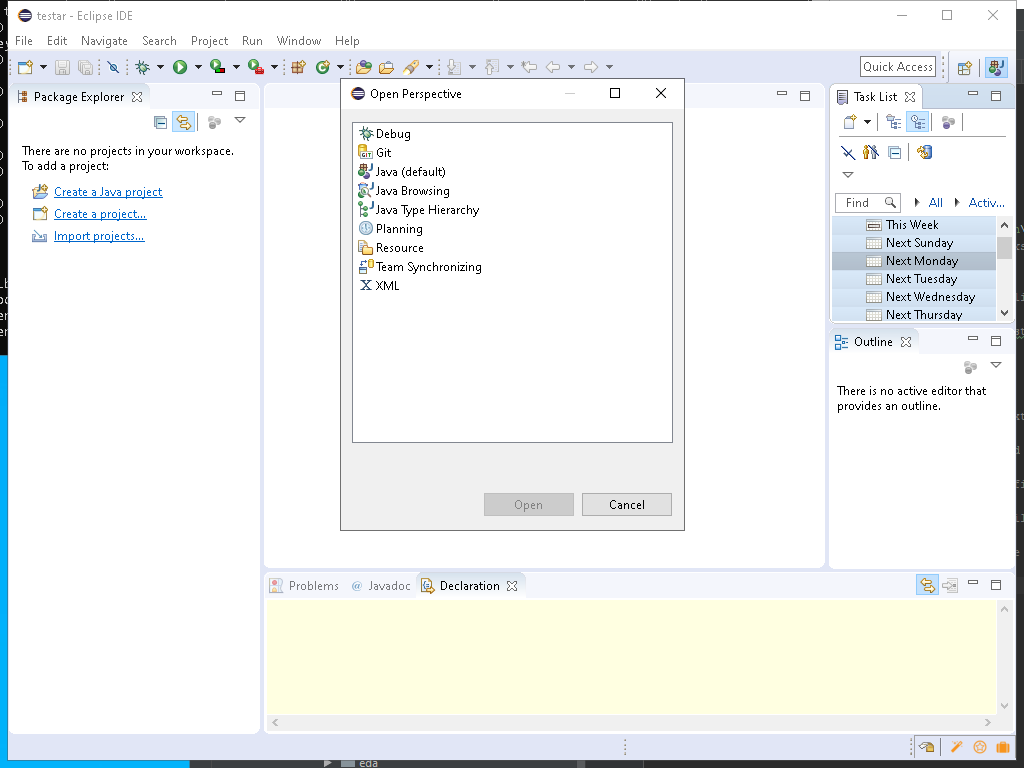 testar - Eclipse IDE
File Edit Navigate Search Project Run Window Help
Quick Access
Package Explorer
There are no projects in your workspace.
To add a project:
Create a Java project
Create a project...
Import projects...
Open Perspective
Debug
Git
Java (default)
Java Browsing
Java Type Hierarchy
Planning
Resource
Team Synchronizing
XML
Open Cancel
Task List
Find All Activ...
This Week
Next Sunday
Next Monday
Next Tuesday
Next Wednesday
Next Thursday
Outline
There is no active editor that
provides an outline.
Problems @ Javadoc Declaration
eda